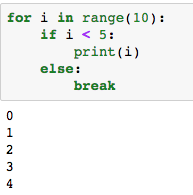 for i in range(10):
    if i < 5:
        print(i)
    else:
        break
0
1
2
3
4